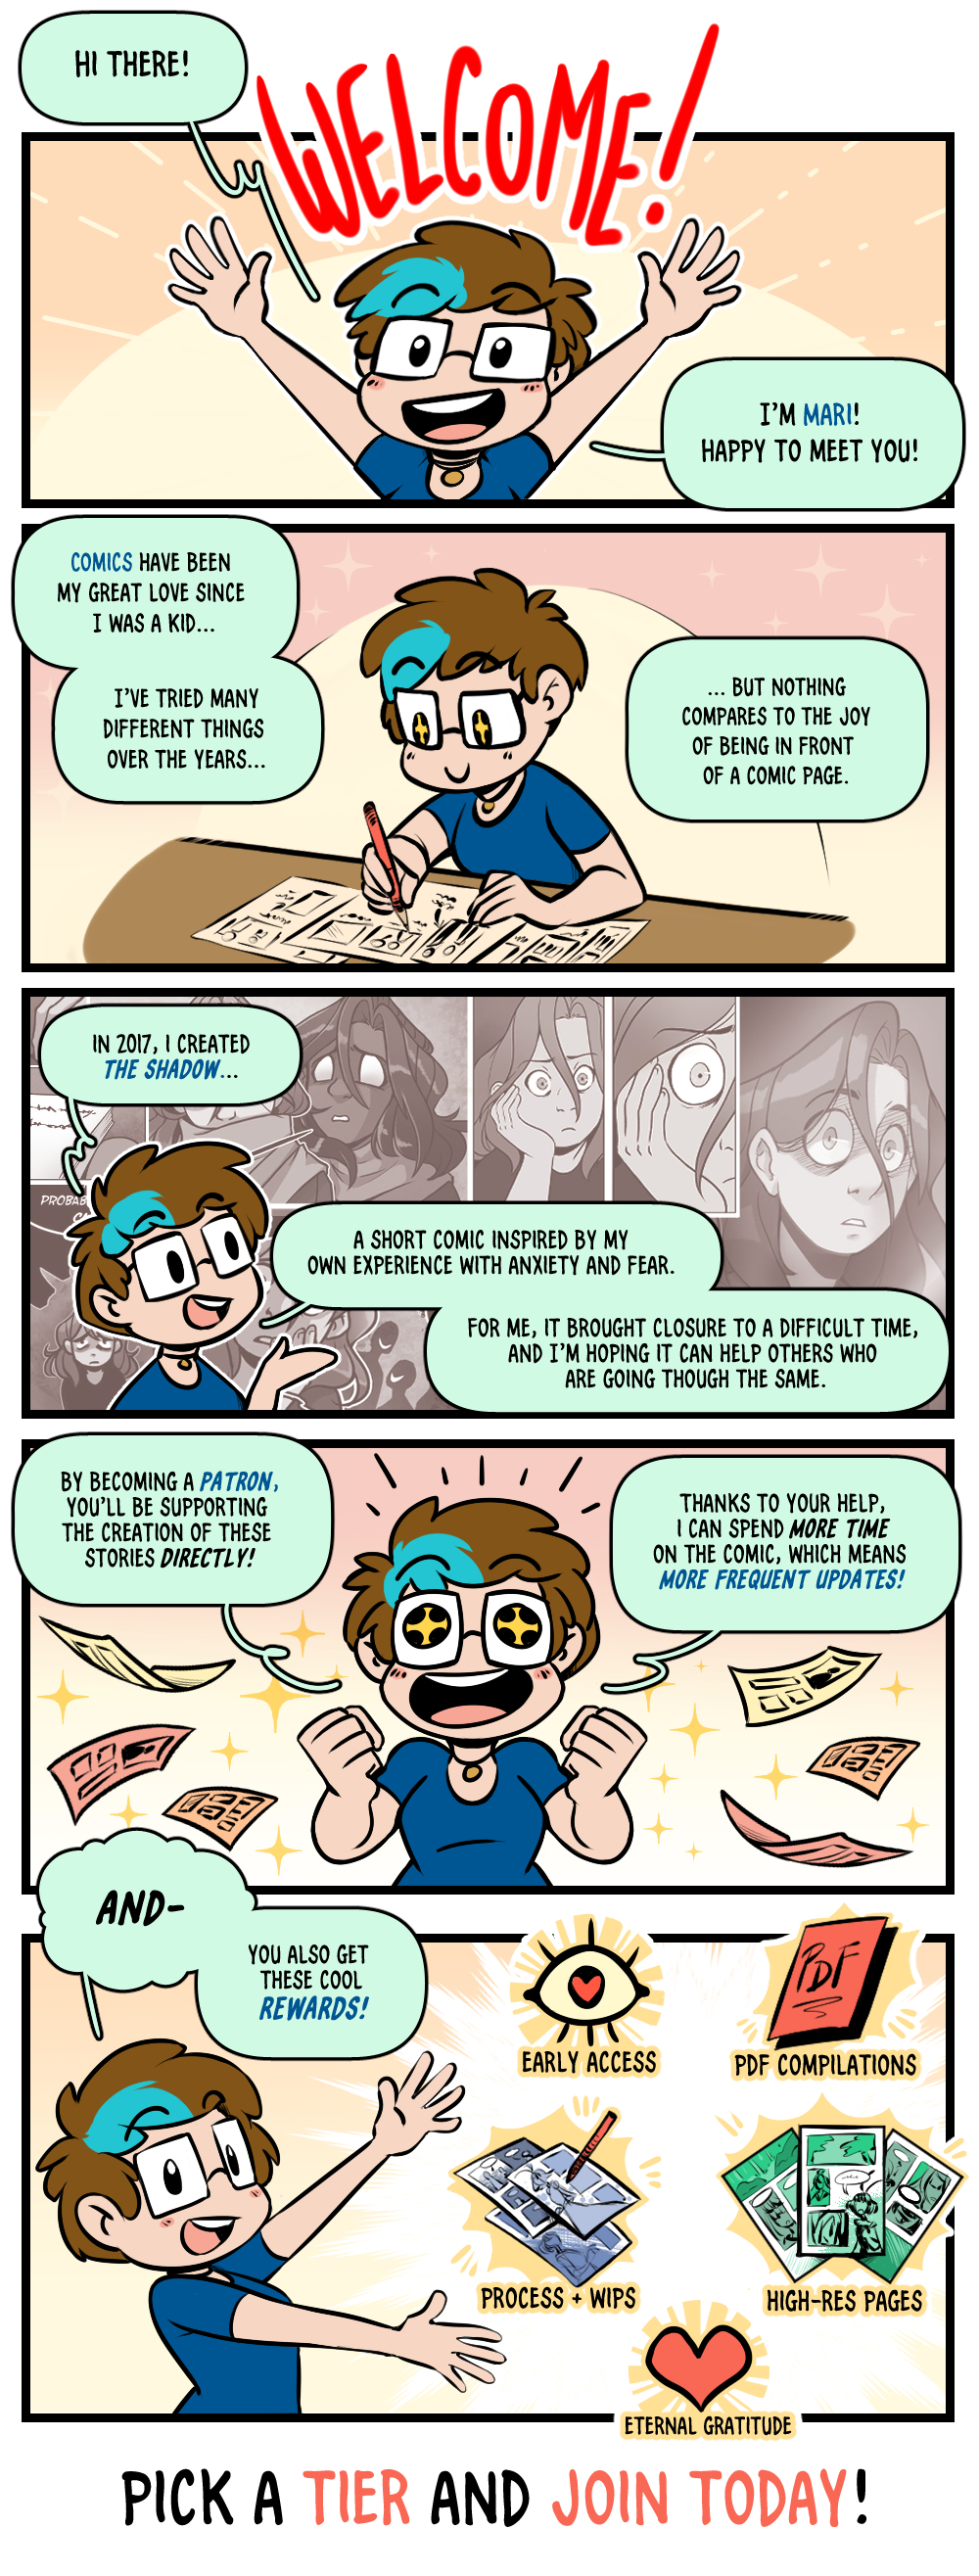 HI THERE!
WELCOME!
I'M MARI!
HAPPY TO MEET YOU!
COMICS HAVE BEEN
MY GREAT LOVE SINCE
I WAS A KID...
I'VE TRIED MANY
DIFFERENT THINGS
OVER THE YEARS...
... BUT NOTHING
COMPARES TO THE JOY
OF BEING IN FRONT
OF A COMIC PAGE.
IN 2017, I CREATED
THE SHADOW...
A SHORT COMIC INSPIRED BY MY
OWN EXPERIENCE WITH ANXIETY AND FEAR.
FOR ME, IT BROUGHT CLOSURE TO A DIFFICULT TIME,
AND I'M HOPING IT CAN HELP OTHERS WHO
ARE GOING THOUGH THE SAME.
BY BECOMING A PATRON,
YOU'LL BE SUPPORTING
THE CREATION OF THESE
STORIES DIRECTLY!
THANKS TO YOUR HELP,
I CAN SPEND MORE TIME
ON THE COMIC, WHICH MEANS
MORE FREQUENT UPDATES!
AND-
YOU ALSO GET
THESE COOL
REWARDS!
EARLY ACCESS
PDF
PDF COMPILATIONS
PROCESS + WIPS
HIGH-RES PAGES
ETERNAL GRATITUDE
PICK A TIER AND JOIN TODAY!